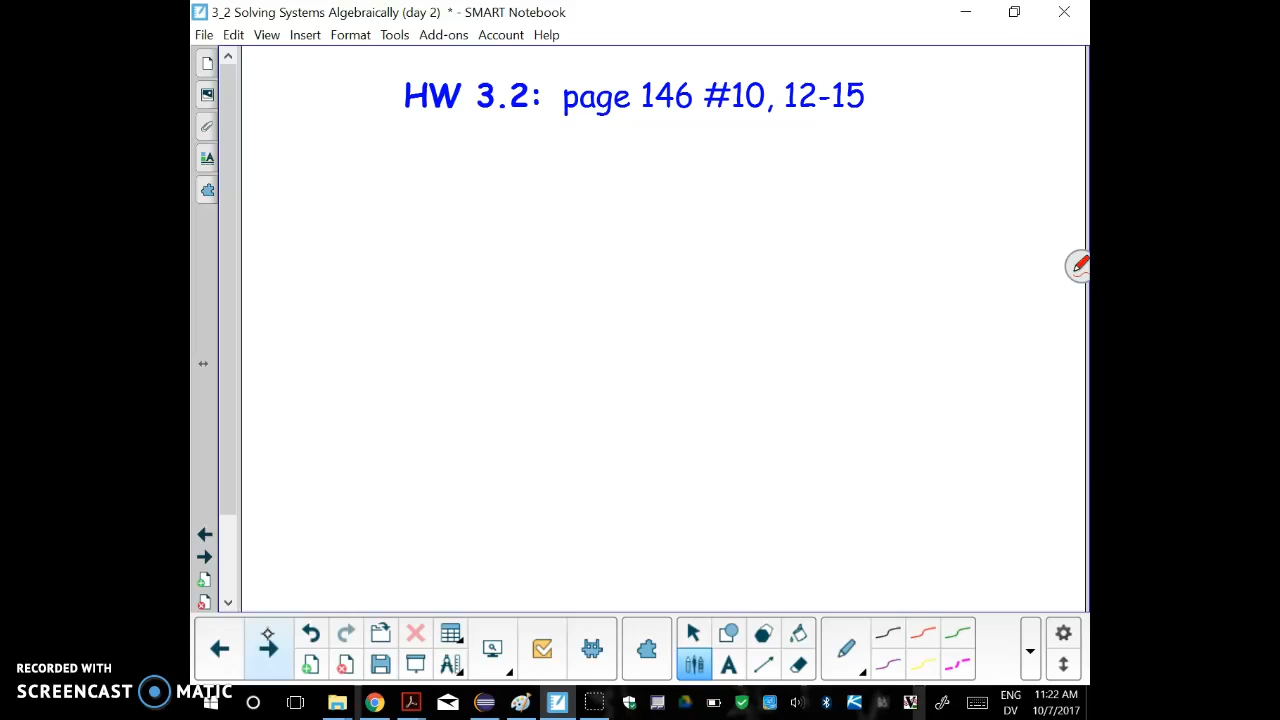 3_2 Solving Systems Algebraically (day 2) * - SMART Notebook
File Edit View Insert Format Tools Add-ons Account Help
HW 3.2: page 146 #10, 12-15
RECORDED WITH
SCREENCAST MATIC
ENG
DV
11:22 AM
10/7/2017